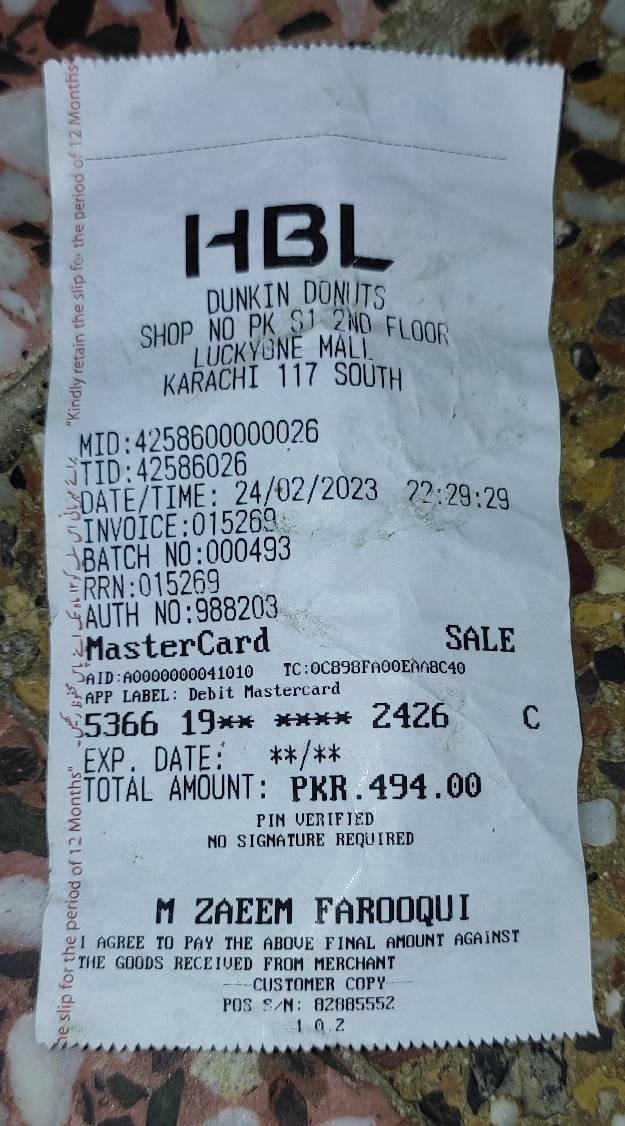 HBL
DUNKIN DONUTS
SHOP NO PK S1 2ND FLOOR
LUCKYONE MALL
KARACHI 117 SOUTH
MID:4258600000026
TID:42586026
DATE/TIME: 24/02/2023 22:29:29
INVOICE:015269
BATCH NO:000493
RRN:015269
AUTH NO:988203
MasterCard SALE
AID:A0000000041010 TC:0C898FA00EAA8C40
APP LABEL: Debit Mastercard
5366 19** **** 2426 C
EXP. DATE: **/**
TOTAL AMOUNT: PKR.494.00
PIN VERIFIED
NO SIGNATURE REQUIRED
M ZAEEM FAROOQUI
I AGREE TO PAY THE ABOVE FINAL AMOUNT AGAINST
THE GOODS RECEIVED FROM MERCHANT
----CUSTOMER COPY----
POS S/N: 82885552
1.0.2
"Kindly retain the slip for the period of 12 Months"
he slip for the period of 12 Months"